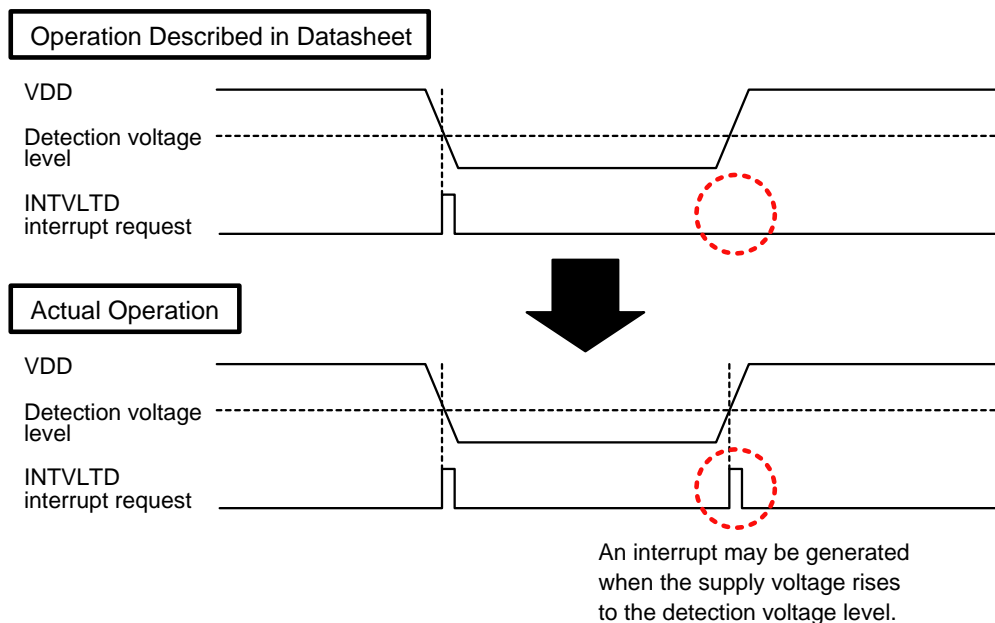 Operation Described in Datasheet
VDD
Detection voltage
level
INTVLTD
interrupt request
Actual Operation
VDD
Detection voltage
level
INTVLTD
interrupt request
An interrupt may be generated
when the supply voltage rises
to the detection voltage level.